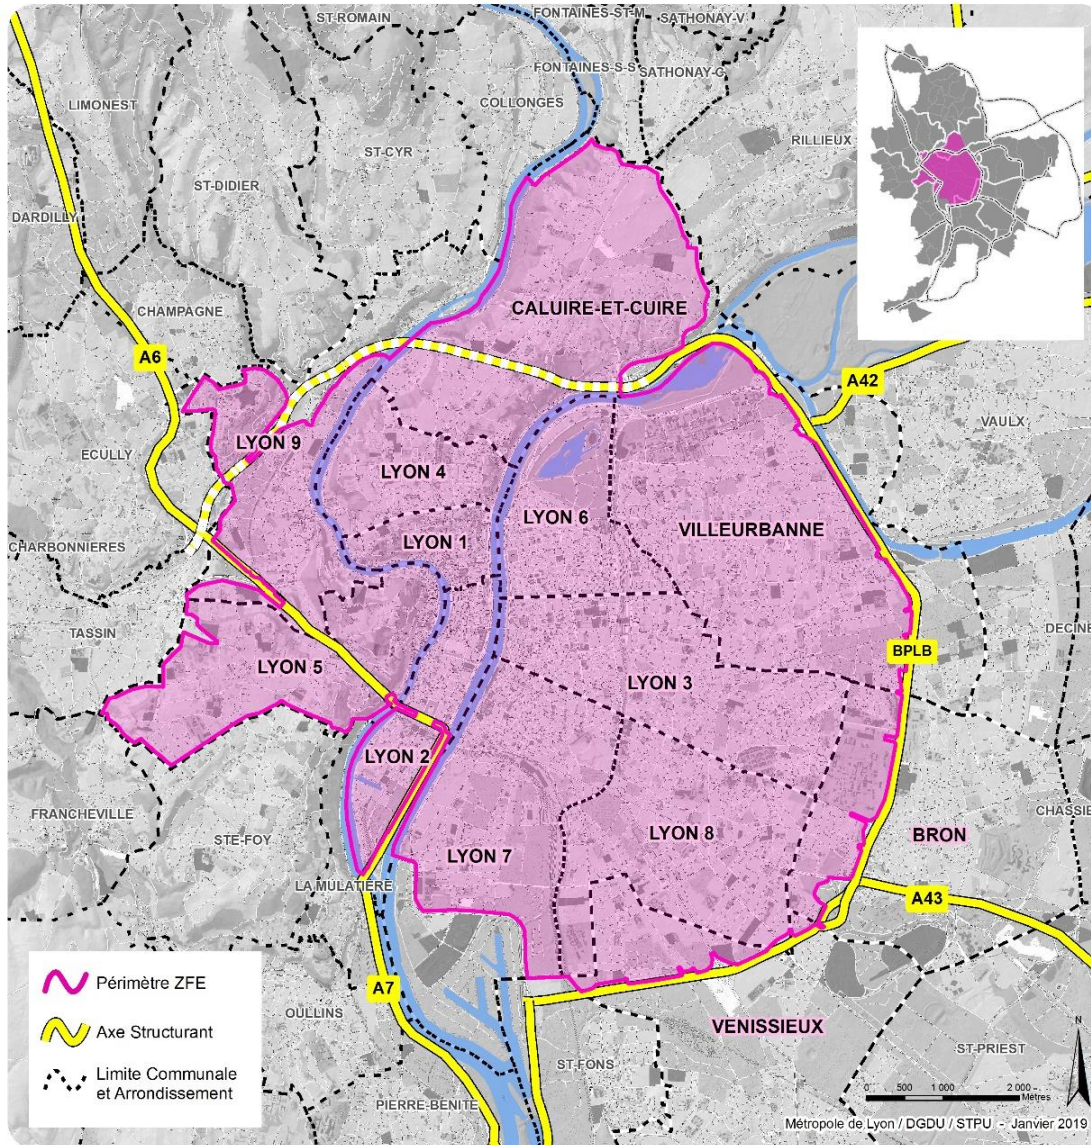 ST-ROMAIN
FONTAINES-ST-M
SATHONAY-V
FONTAINES-S-S
SATHONAY-C
LIMONEST
COLLONGES
ST-CYR
RILLIEUX
ST-DIDIER
DARDILLY
CALUIRE-ET-CUIRE
CHAMPAGNE
A6
A42
VAULX
ECULLY
LYON 9
LYON 4
LYON 6
VILLEURBANNE
LYON 1
CHARBONNIERES
TASSIN
DECINE
BPLB
LYON 5
LYON 3
LYON 2
FRANCHEVILLE
STE-FOY
CHASSIE
LYON 8
BRON
LYON 7
LA MULATIERE
A43
Périmètre ZFE
A7
Axe Structurant
OULLINS
VENISSIEUX
N
ST-PRIEST
ST-FONS
Limite Communale
et Arrondissement
0 500 1 000 2 000
Mètres
PIERRE-BENITE
Métropole de Lyon / DGDU / STPU - Janvier 2019